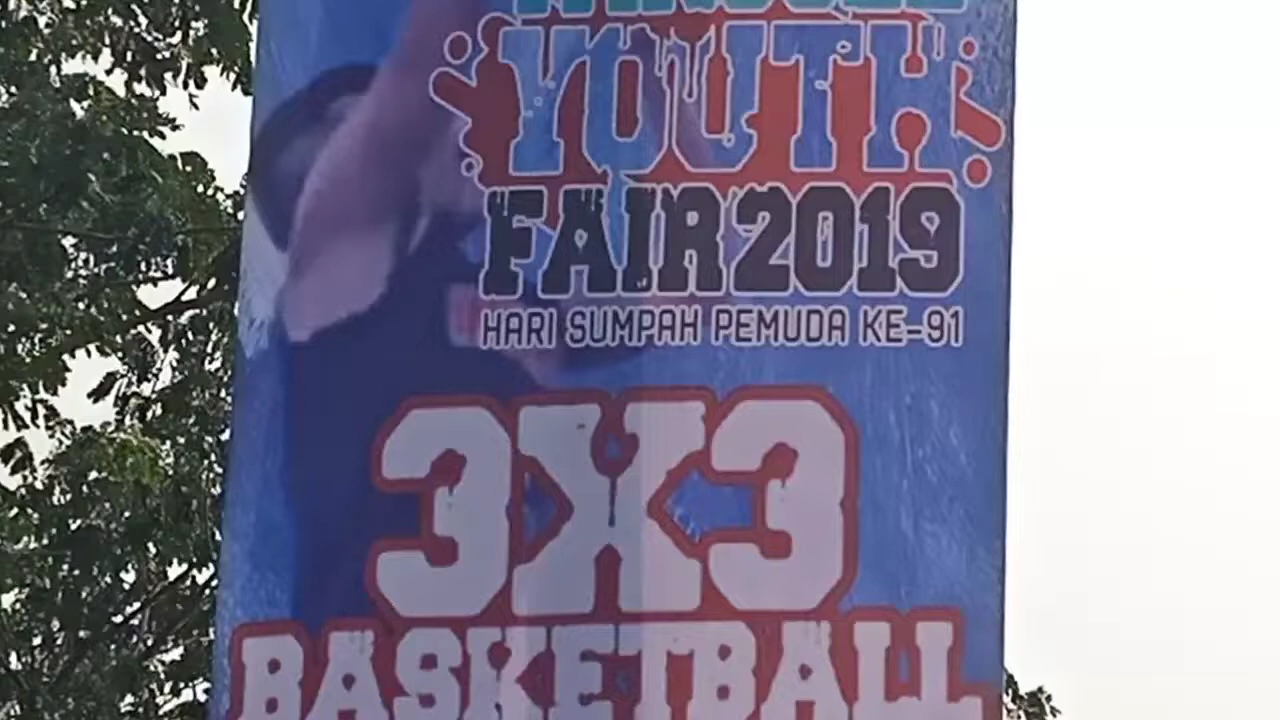 YOUTH
FAIR 2019
HARI SUMPAH PEMUDA KE-91
3X3
BASKETBALL